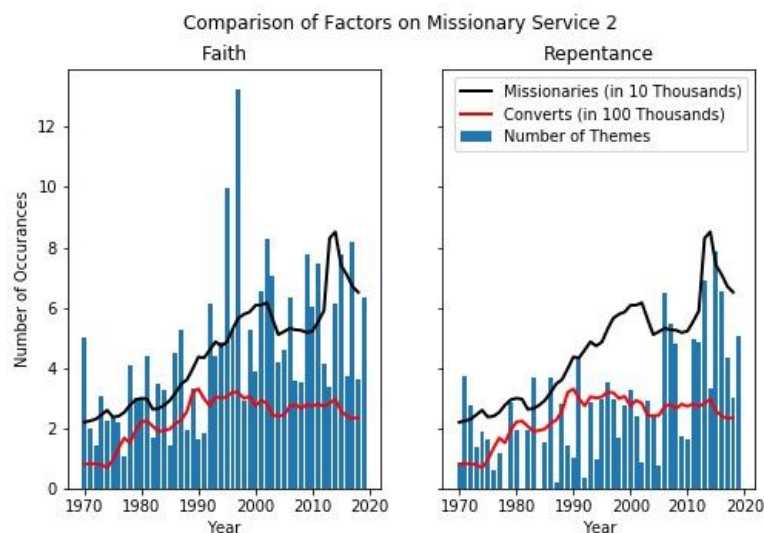 Comparison of Factors on Missionary Service 2
Faith
Repentance
Missionaries (in 10 Thousands)
Converts (in 100 Thousands)
Number of Themes
Number of Occurances
12
10
8
6
4
2
0
1970 1980 1990 2000 2010 2020
1970 1980 1990 2000 2010 2020
Year
Year